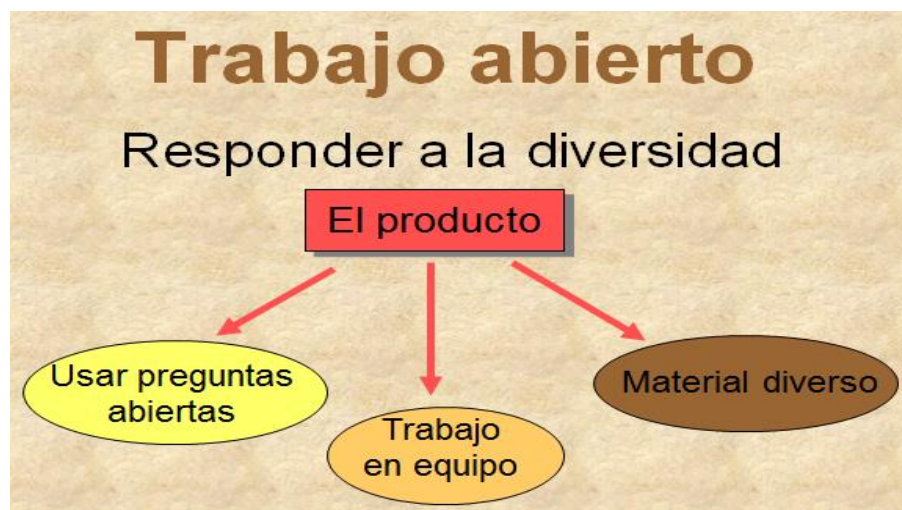 Trabajo abierto
Responder a la diversidad
El producto
Usar preguntas
abiertas
Trabajo
en equipo
Material diverso